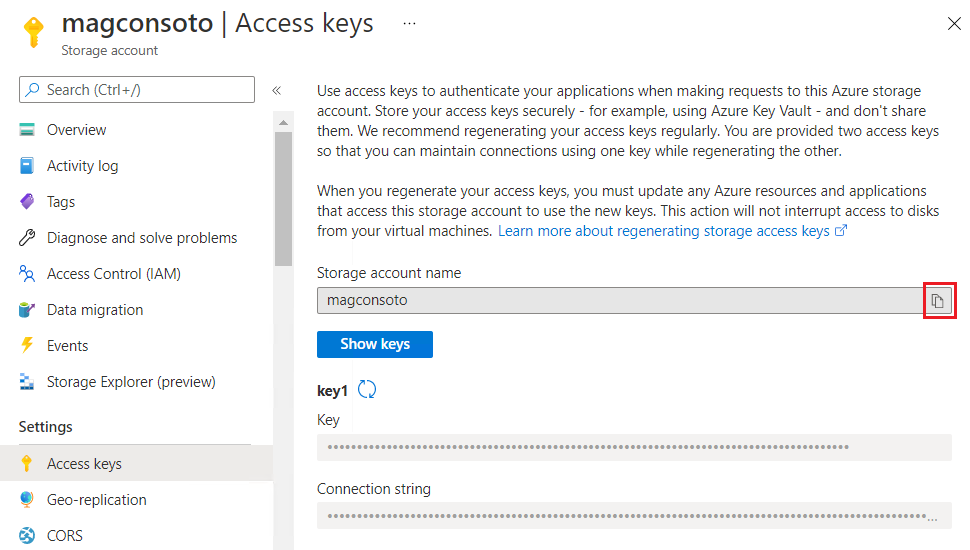 magconsoto | Access keys ...
Storage account
Search (Ctrl+/)
«
Overview
Activity log
Tags
Diagnose and solve problems
Access Control (IAM)
Data migration
Events
Storage Explorer (preview)
Settings
Access keys
Geo-replication
CORS
Use access keys to authenticate your applications when making requests to this Azure storage
account. Store your access keys securely - for example, using Azure Key Vault - and don't share
them. We recommend regenerating your access keys regularly. You are provided two access keys
so that you can maintain connections using one key while regenerating the other.
When you regenerate your access keys, you must update any Azure resources and applications
that access this storage account to use the new keys. This action will not interrupt access to disks
from your virtual machines. Learn more about regenerating storage access keys
Storage account name
magconsoto
Show keys
key1
Key
Connection string